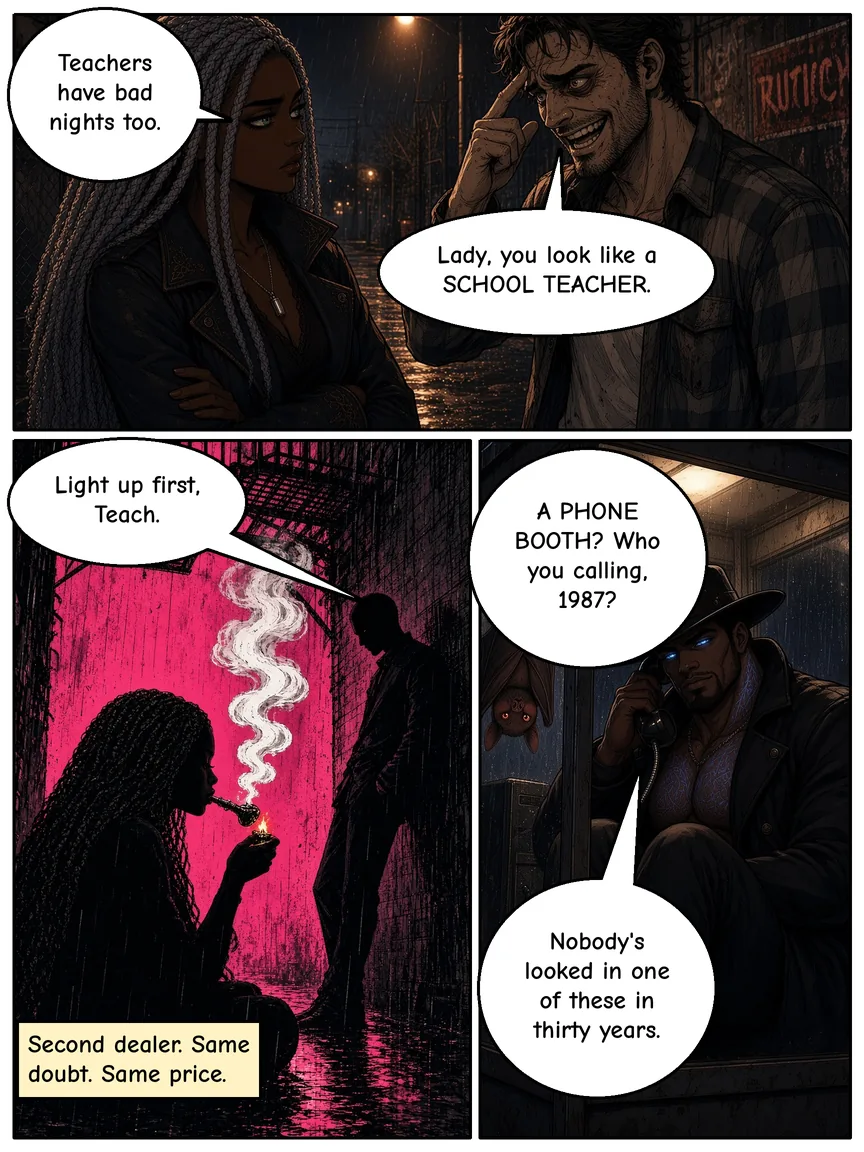 Teachers
have bad
nights too.
Lady, you look like a
SCHOOL TEACHER.
RUTHCY
Light up first,
Teach.
Second dealer. Same
doubt. Same price.
A PHONE
BOOTH? Who
you calling,
1987?
Nobody's
looked in one
of these in
thirty years.